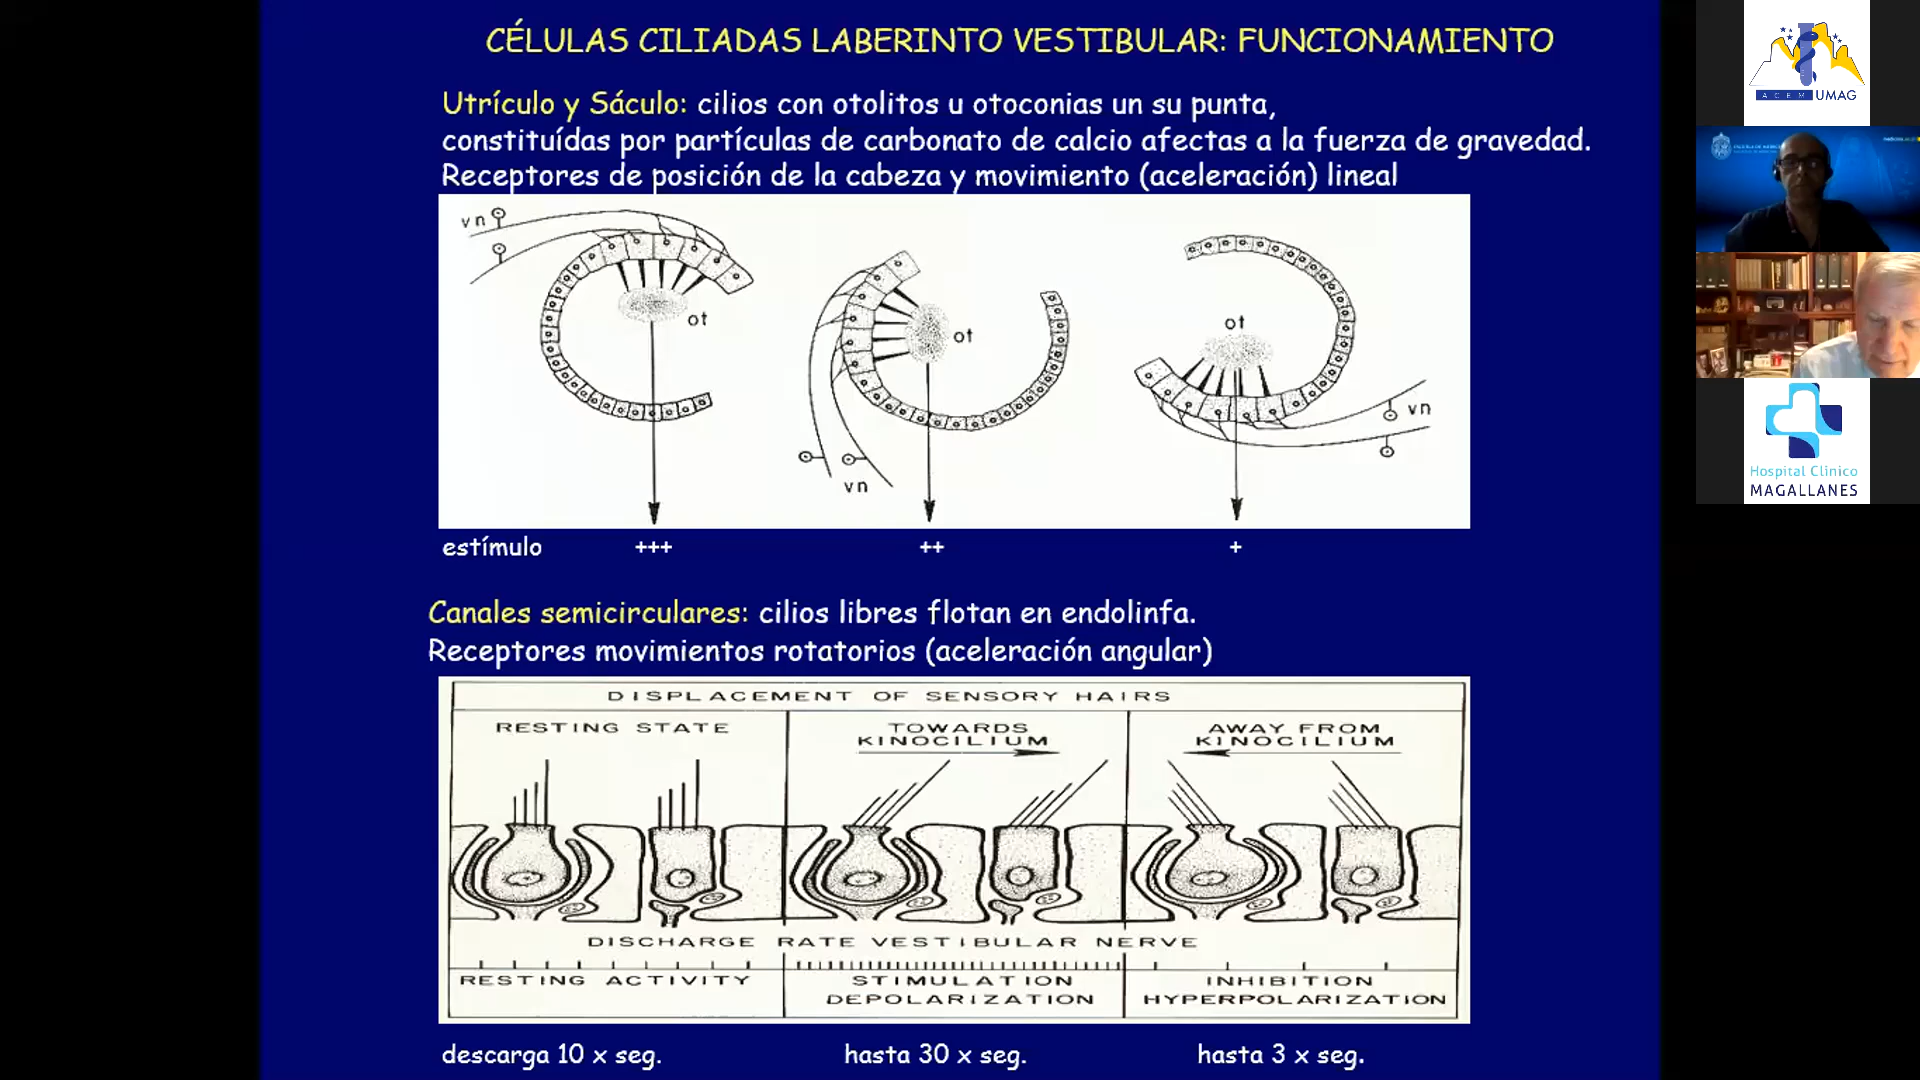 CÉLULAS CILIADAS LABERINTO VESTIBULAR: FUNCIONAMIENTO
Utrículo y Sáculo: cilios con otolitos u otoconias un su punta,
constituídas por partículas de carbonato de calcio afectas a la fuerza de gravedad.
Receptores de posición de la cabeza y movimiento (aceleración) lineal
vn
ot
vn
ot
ot
vn
estímulo +++ ++ +
Canales semicirculares: cilios libres flotan en endolinfa.
Receptores movimientos rotatorios (aceleración angular)
DISPLACEMENT OF SENSORY HAIRS
RESTING STATE
TOWARDS
KINOCILIUM
AWAY FROM
KINOCILIUM
DISCHARGE RATE VESTIBULAR NERVE
RESTING ACTIVITY
STIMULATION
DEPOLARIZATION
INHIBITION
HYPERPOLARIZATION
descarga 10 x seg. hasta 30 x seg. hasta 3 x seg.
ACEM UMAG
Hospital Clínico
MAGALLANES